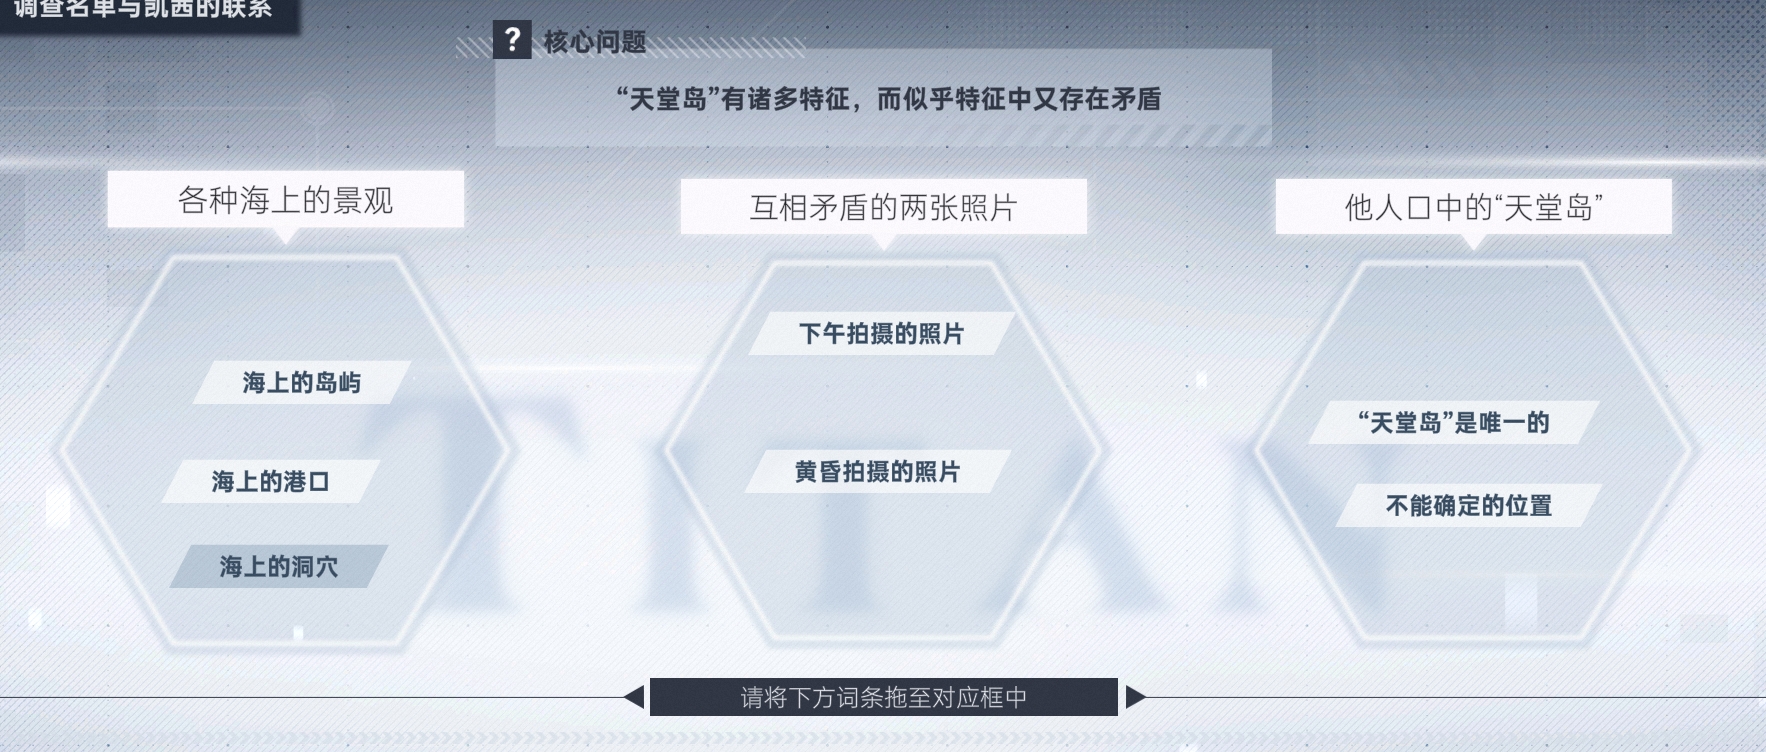 调查名单与凯茜的联系
? 核心问题
“天堂岛”有诸多特征，而似乎特征中又存在矛盾
各种海上的景观
互相矛盾的两张照片
他人口中的“天堂岛”
海上的岛屿
海上的港口
海上的洞穴
下午拍摄的照片
黄昏拍摄的照片
“天堂岛”是唯一的
不能确定的位置
TITAN
请将下方词条拖至对应框中